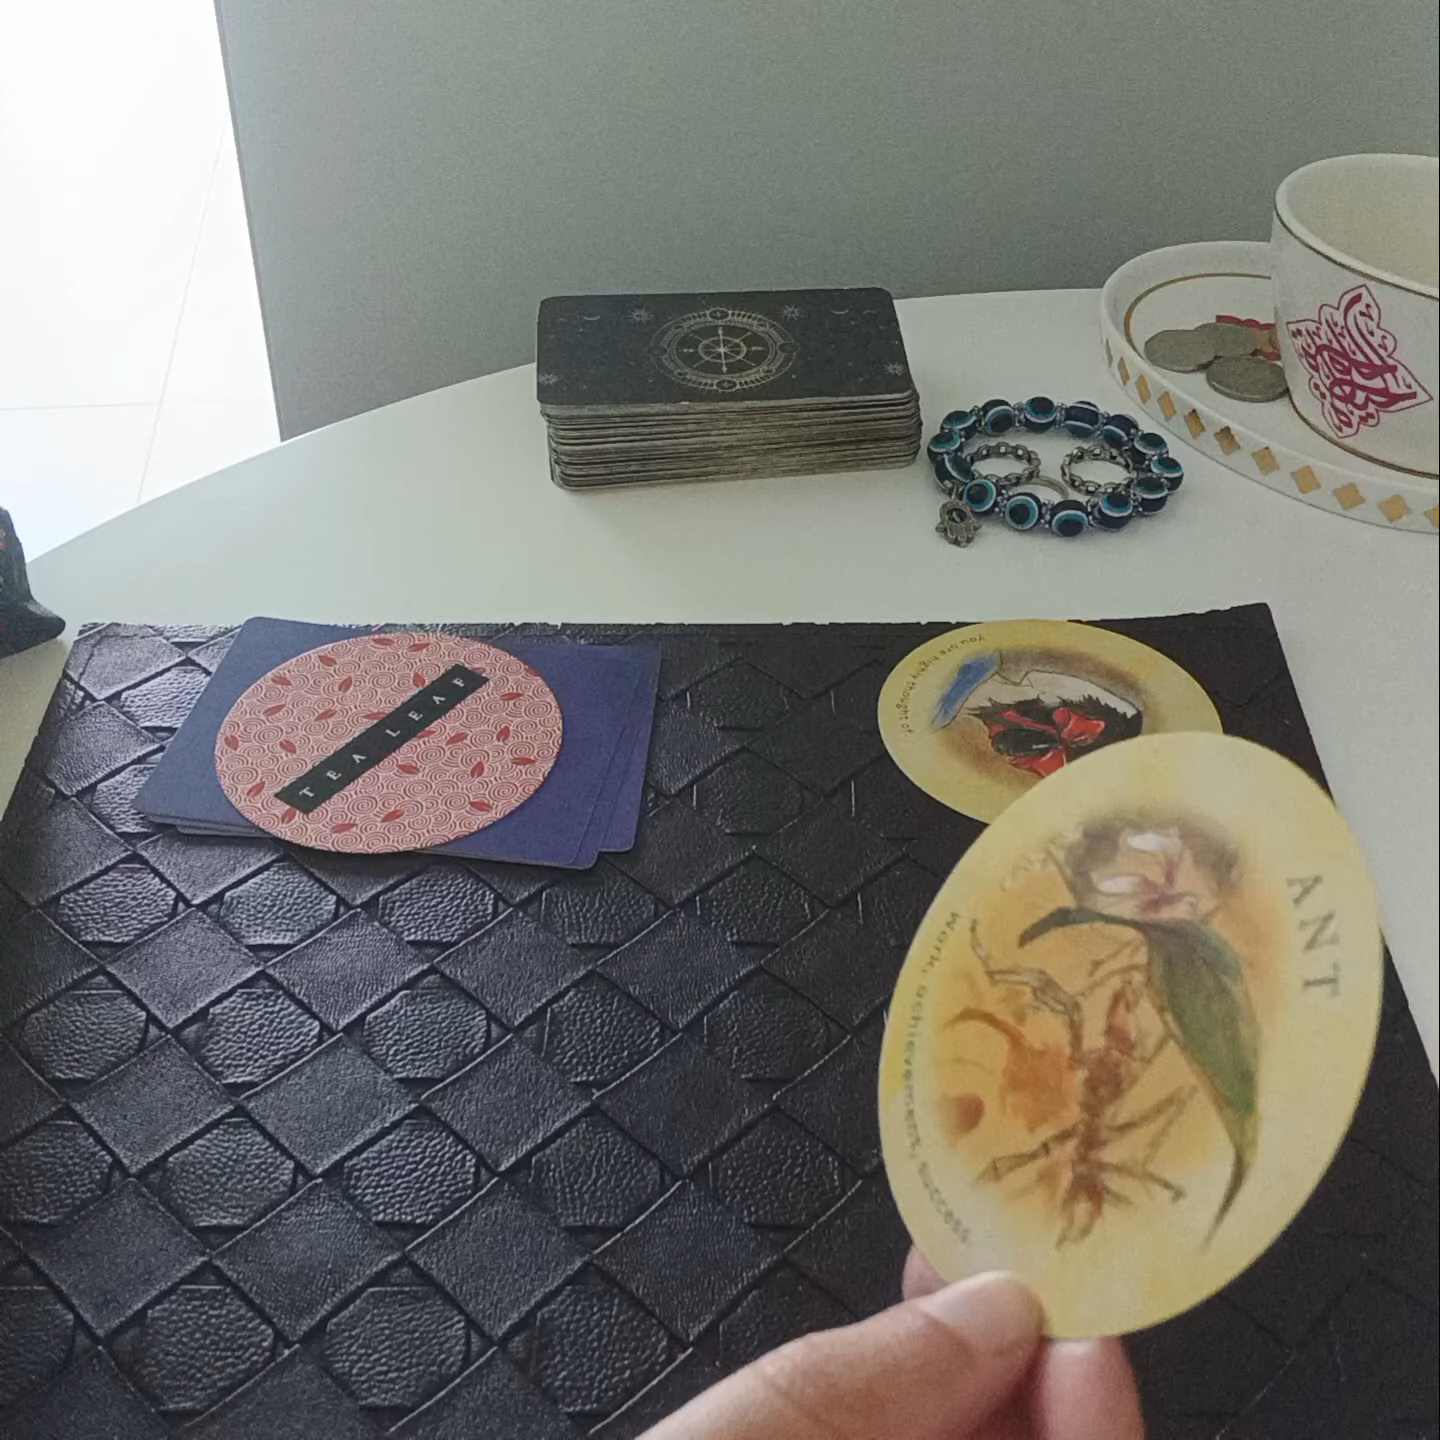 TEA LEAF
You are highly thought of.
ANT
Work, achievement, success.